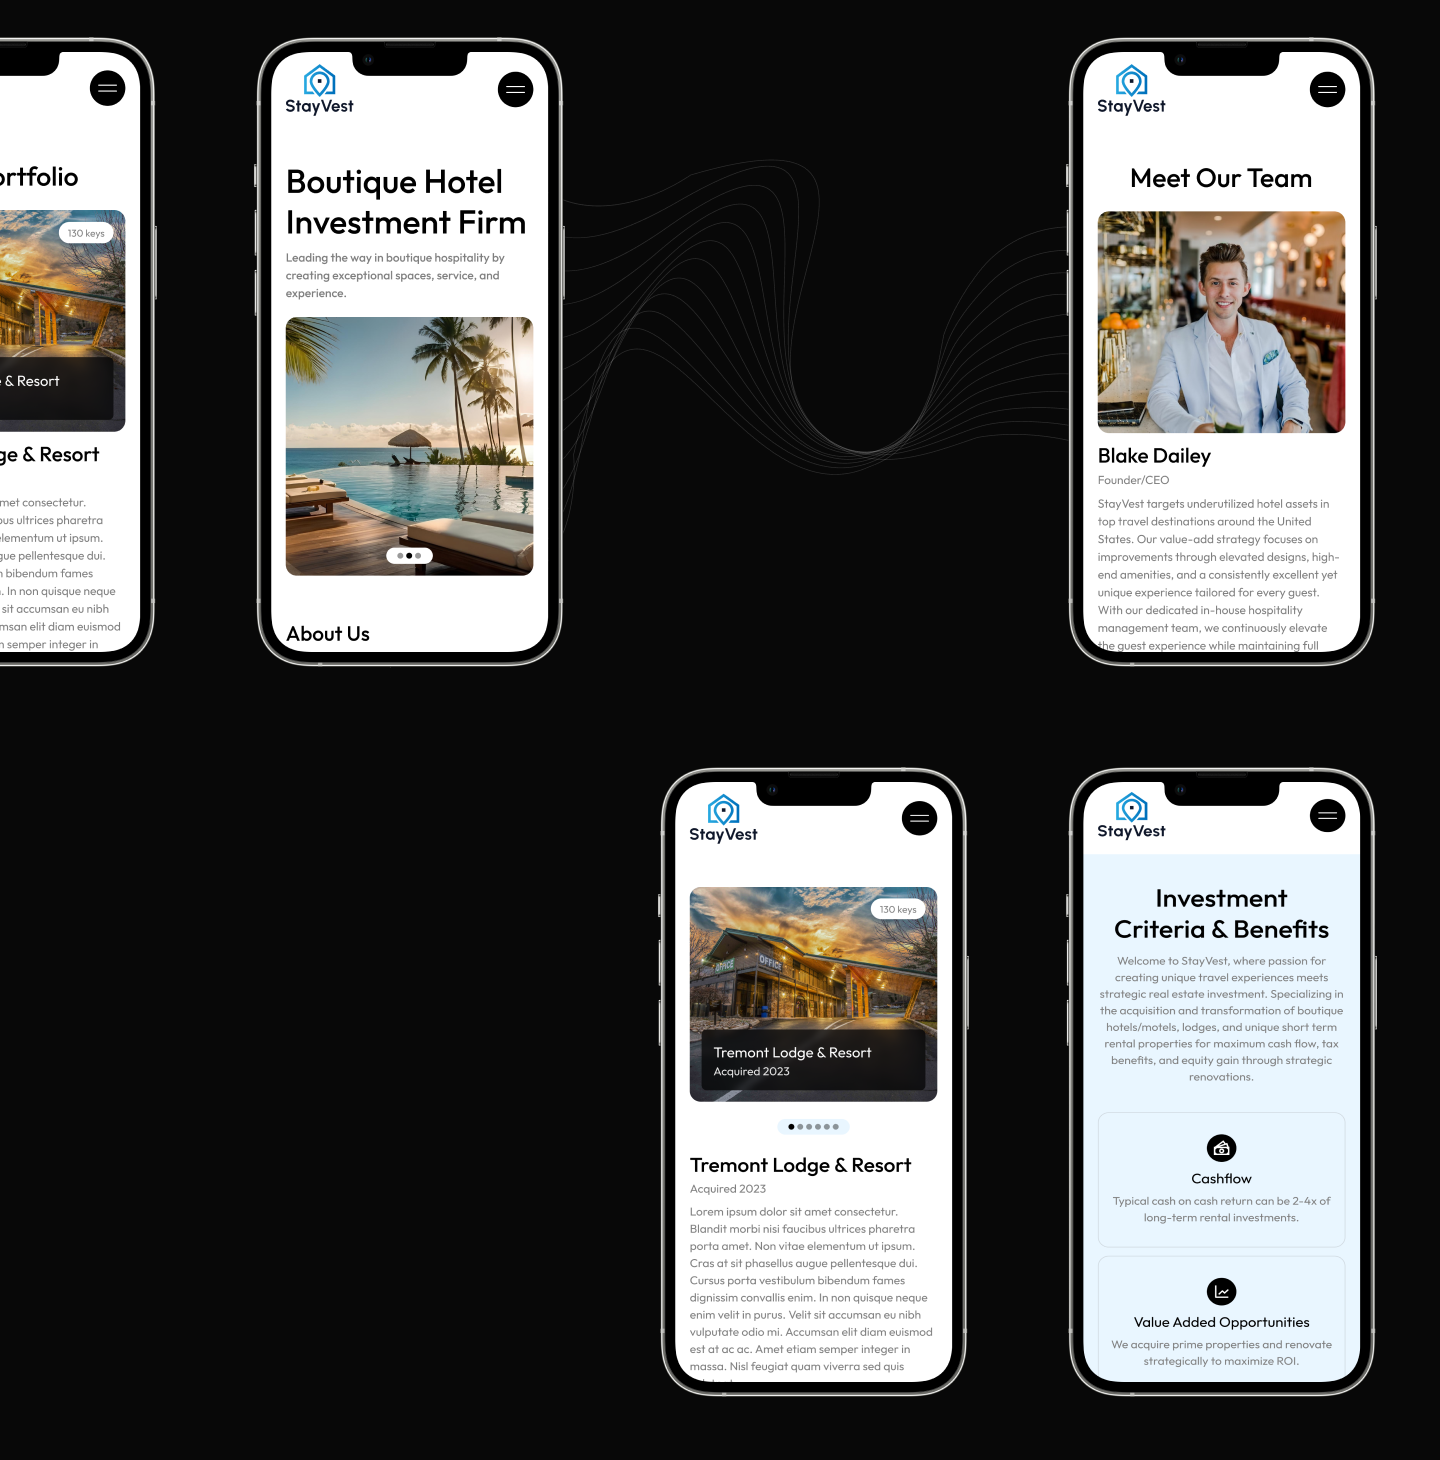 ortfolio
130 keys
e & Resort
ge & Resort
met consectetur.
ous ultrices pharetra
elementum ut ipsum.
gue pellentesque dui.
n bibendum fames
. In non quisque neque
sit accumsan eu nibh
msan elit diam euismod
n semper integer in
StayVest
Boutique Hotel
Investment Firm
Leading the way in boutique hospitality by
creating exceptional spaces, service, and
experience.
About Us
StayVest
Meet Our Team
Blake Dailey
Founder/CEO
StayVest targets underutilized hotel assets in
top travel destinations around the United
States. Our value-add strategy focuses on
improvements through elevated designs, high-
end amenities, and a consistently excellent yet
unique experience tailored for every guest.
With our dedicated in-house hospitality
management team, we continuously elevate
the guest experience while maintaining full
StayVest
130 keys
OFFICE
OFFICE
Tremont Lodge & Resort
Acquired 2023
Tremont Lodge & Resort
Acquired 2023
Lorem ipsum dolor sit amet consectetur.
Blandit morbi nisi faucibus ultrices pharetra
porta amet. Non vitae elementum ut ipsum.
Cras at sit phasellus augue pellentesque dui.
Cursus porta vestibulum bibendum fames
dignissim convallis enim. In non quisque neque
enim velit in purus. Velit sit accumsan eu nibh
vulputate odio mi. Accumsan elit diam euismod
est at ac ac. Amet etiam semper integer in
massa. Nisl feugiat quam viverra sed quis
StayVest
Investment
Criteria & Benefits
Welcome to StayVest, where passion for
creating unique travel experiences meets
strategic real estate investment. Specializing in
the acquisition and transformation of boutique
hotels/motels, lodges, and unique short term
rental properties for maximum cash flow, tax
benefits, and equity gain through strategic
renovations.
Cashflow
Typical cash on cash return can be 2-4x of
long-term rental investments.
Value Added Opportunities
We acquire prime properties and renovate
strategically to maximize ROI.